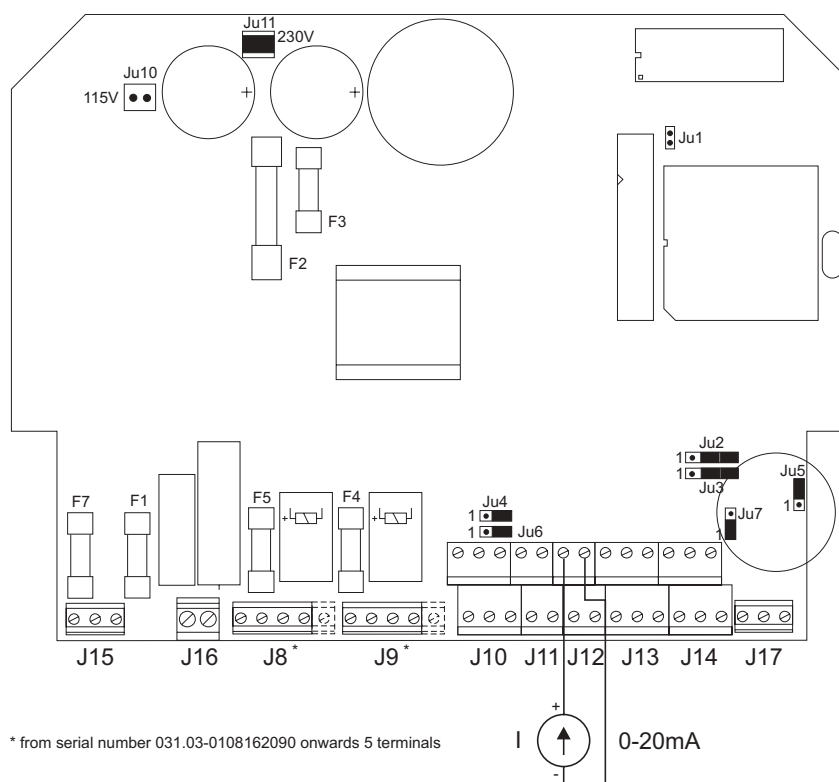 Ju11
230V
Ju10
115V
+
+
Ju1
F3
F2
Ju2
1
1
Ju3
Ju5
1
Ju7
1
F7
F1
F5
+
F4
+
Ju4
1
1
Ju6
J15
J16
J8 *
J9 *
J10
J11
J12
J13
J14
J17
* from serial number 031.03-0108162090 onwards 5 terminals
+
I
0-20mA
-